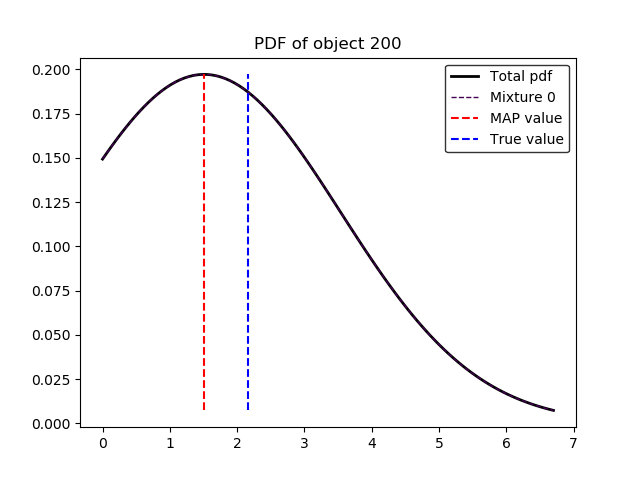 PDF of object 200
Total pdf
Mixture 0
MAP value
True value
0.200
0.175
0.150
0.125
0.100
0.075
0.050
0.025
0.000
0 1 2 3 4 5 6 7